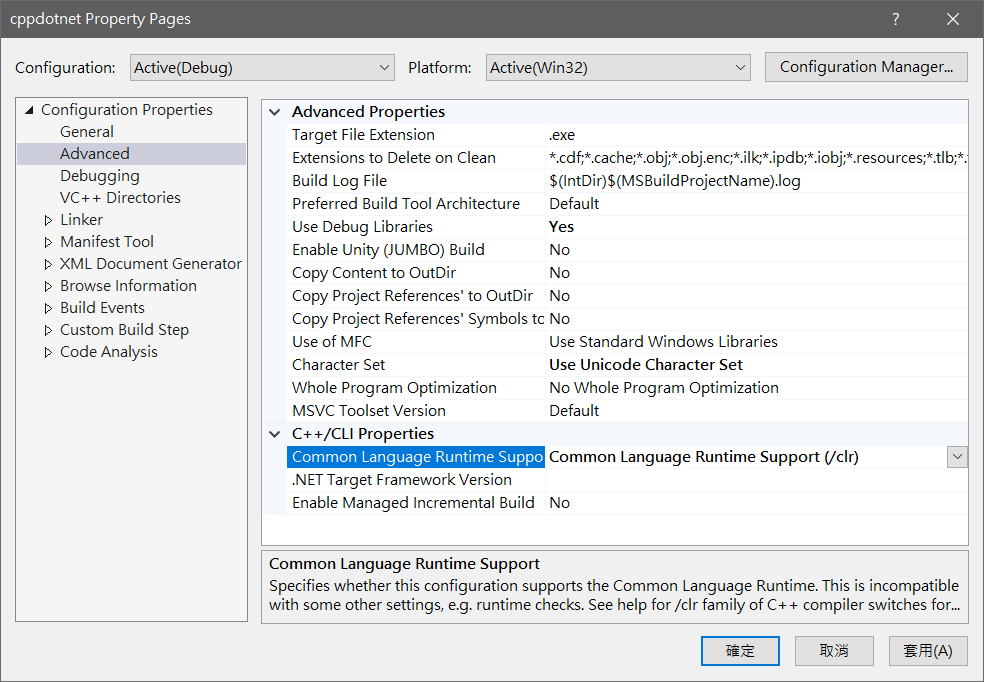 cppdotnet Property Pages
Configuration: Active(Debug) Platform: Active(Win32) Configuration Manager...
Configuration Properties
General
Advanced
Debugging
VC++ Directories
Linker
Manifest Tool
XML Document Generator
Browse Information
Build Events
Custom Build Step
Code Analysis
Advanced Properties
Target File Extension .exe
Extensions to Delete on Clean *.cdf;*.cache;*.obj;*.obj.enc;*.ilk;*.ipdb;*.iobj;*.resources;*.tlb;*.
Build Log File $(IntDir)$(MSBuildProjectName).log
Preferred Build Tool Architecture Default
Use Debug Libraries Yes
Enable Unity (JUMBO) Build No
Copy Content to OutDir No
Copy Project References' to OutDir No
Copy Project References' Symbols to No
Use of MFC Use Standard Windows Libraries
Character Set Use Unicode Character Set
Whole Program Optimization No Whole Program Optimization
MSVC Toolset Version Default
C++/CLI Properties
Common Language Runtime Suppo Common Language Runtime Support (/clr)
.NET Target Framework Version
Enable Managed Incremental Build No
Common Language Runtime Support
Specifies whether this configuration supports the Common Language Runtime. This is incompatible
with some other settings, e.g. runtime checks. See help for /clr family of C++ compiler switches for...
確定 取消 套用(A)